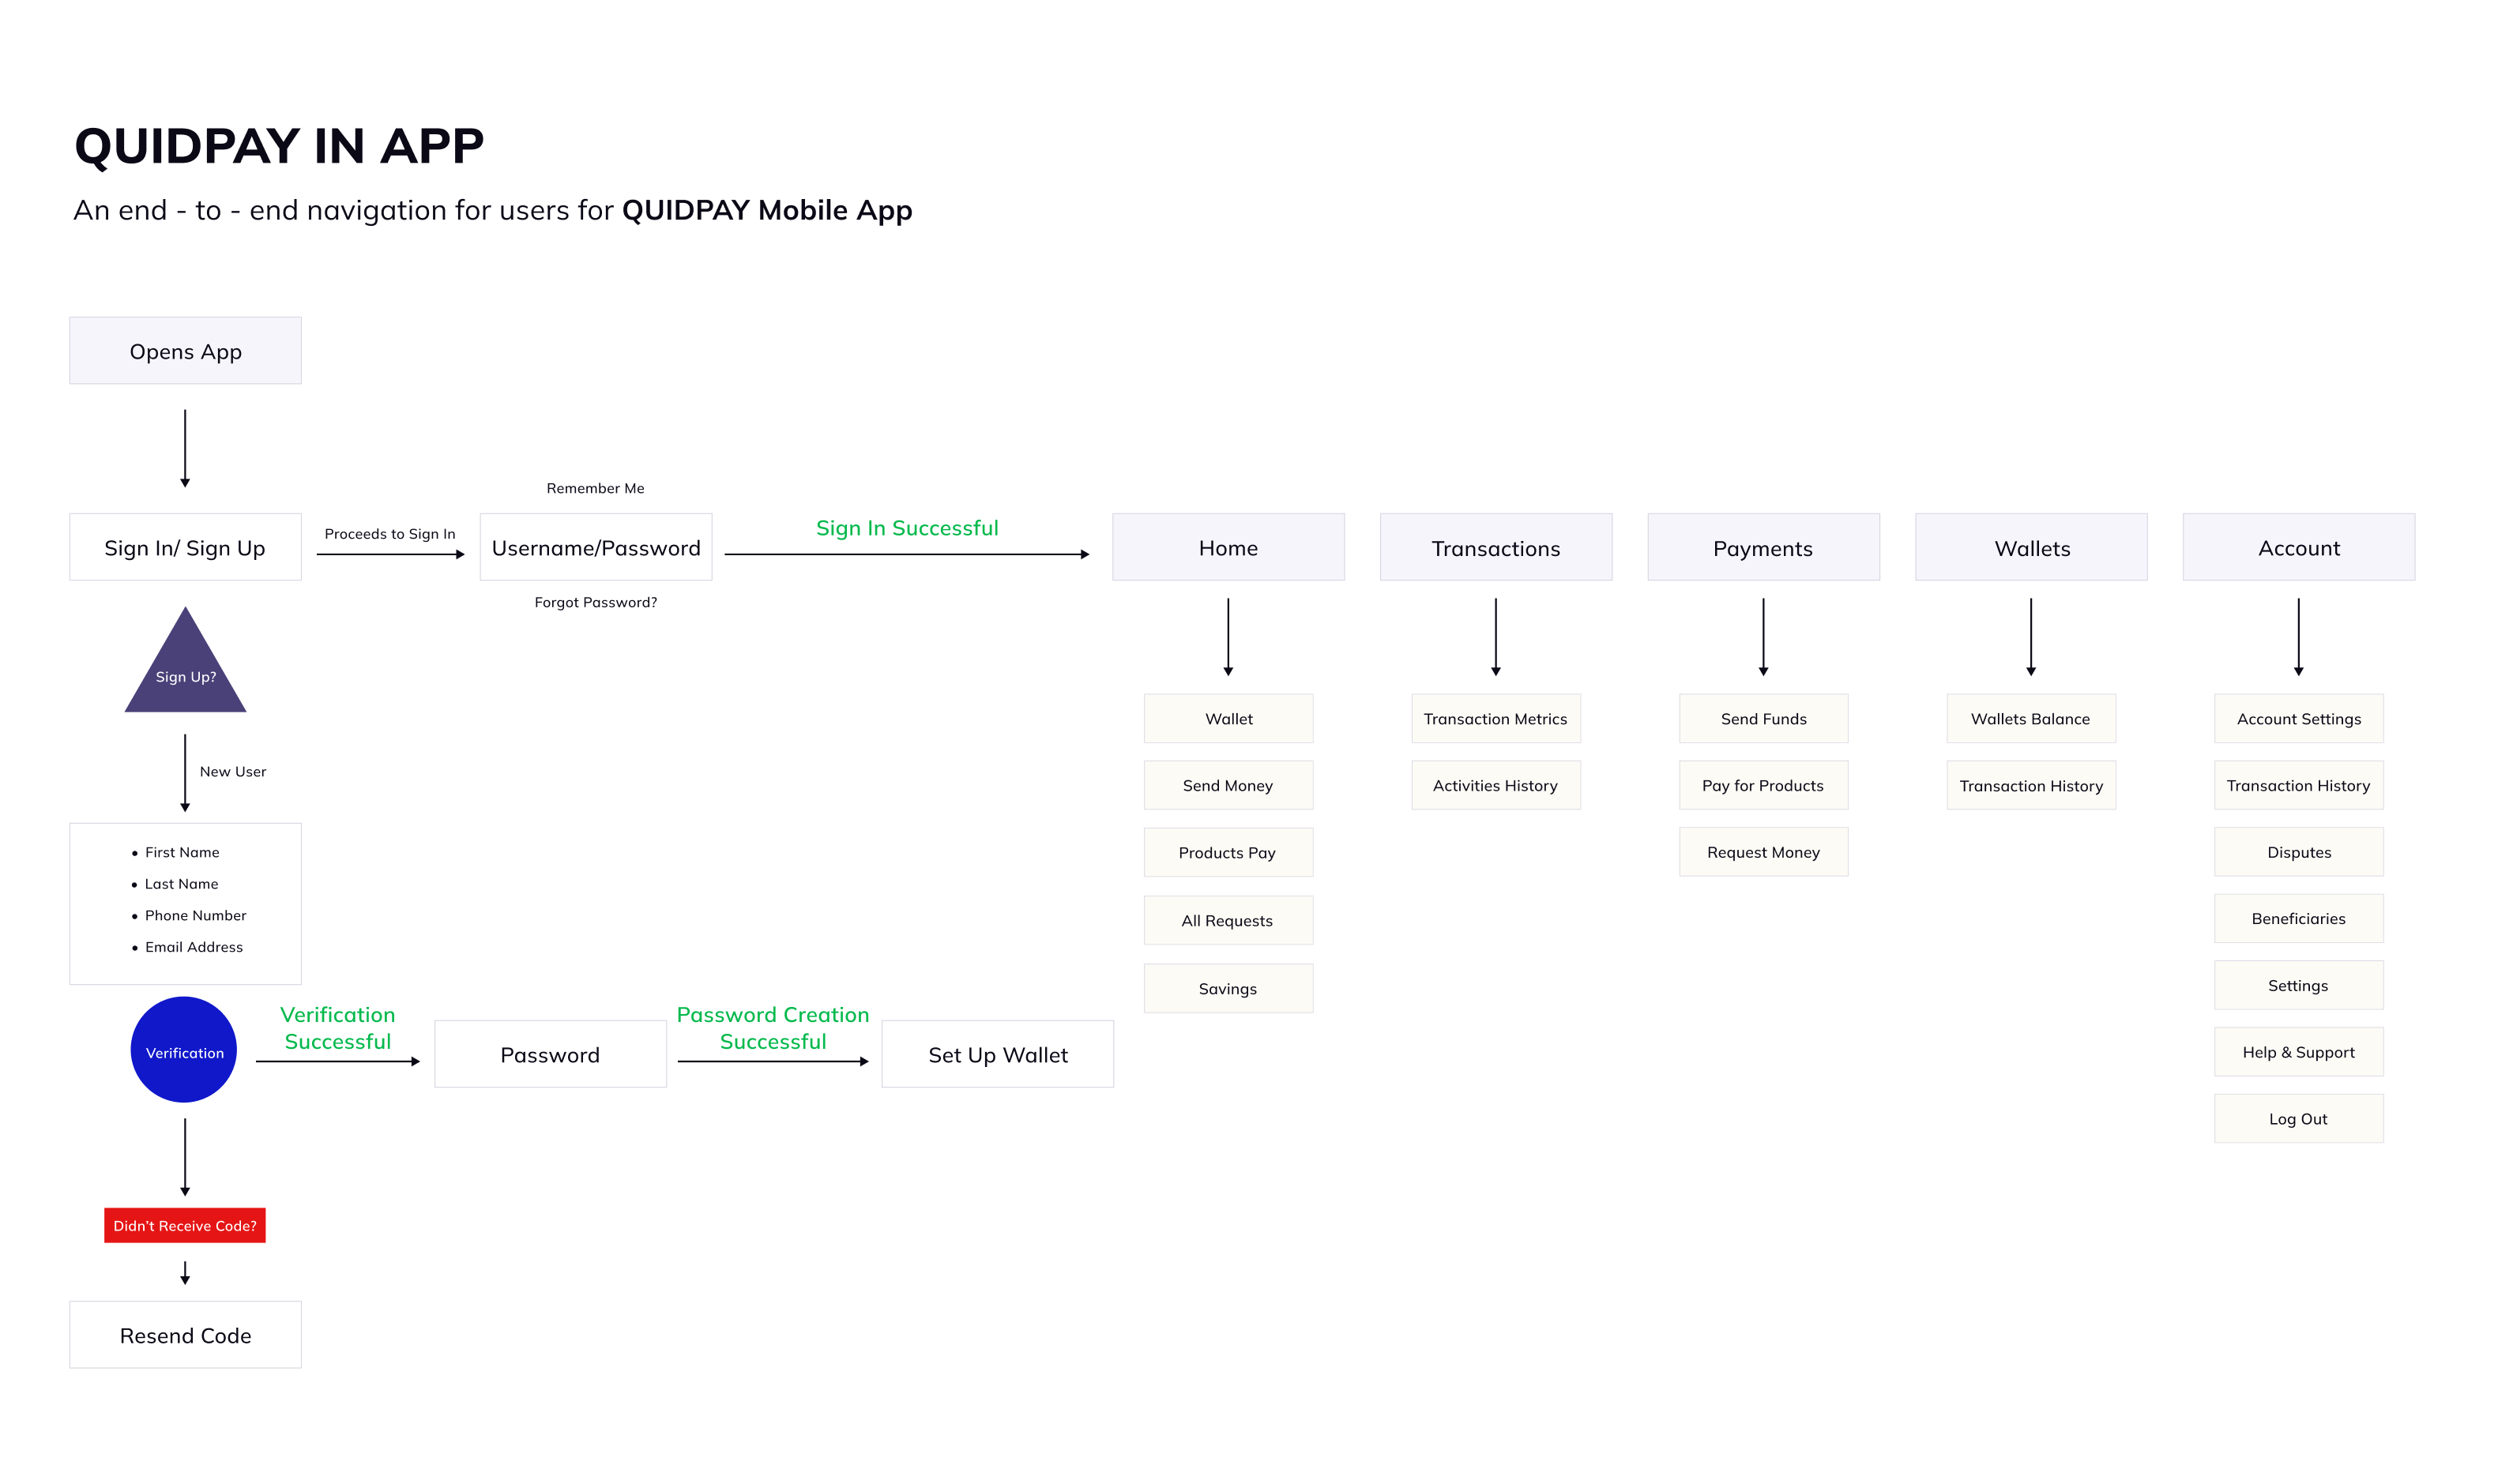 QUIDPAY IN APP
An end - to - end navigation for users for QUIDPAY Mobile App
Opens App
Sign In/ Sign Up
Proceeds to Sign In
Remember Me
Username/Password
Forgot Password?
Sign In Successful
Home
Transactions
Payments
Wallets
Account
Sign Up?
New User
• First Name
• Last Name
• Phone Number
• Email Address
Verification
Verification
Successful
Password
Password Creation
Successful
Set Up Wallet
Didn't Receive Code?
Resend Code
Wallet
Send Money
Products Pay
All Requests
Savings
Transaction Metrics
Activities History
Send Funds
Pay for Products
Request Money
Wallets Balance
Transaction History
Account Settings
Transaction History
Disputes
Beneficiaries
Settings
Help & Support
Log Out